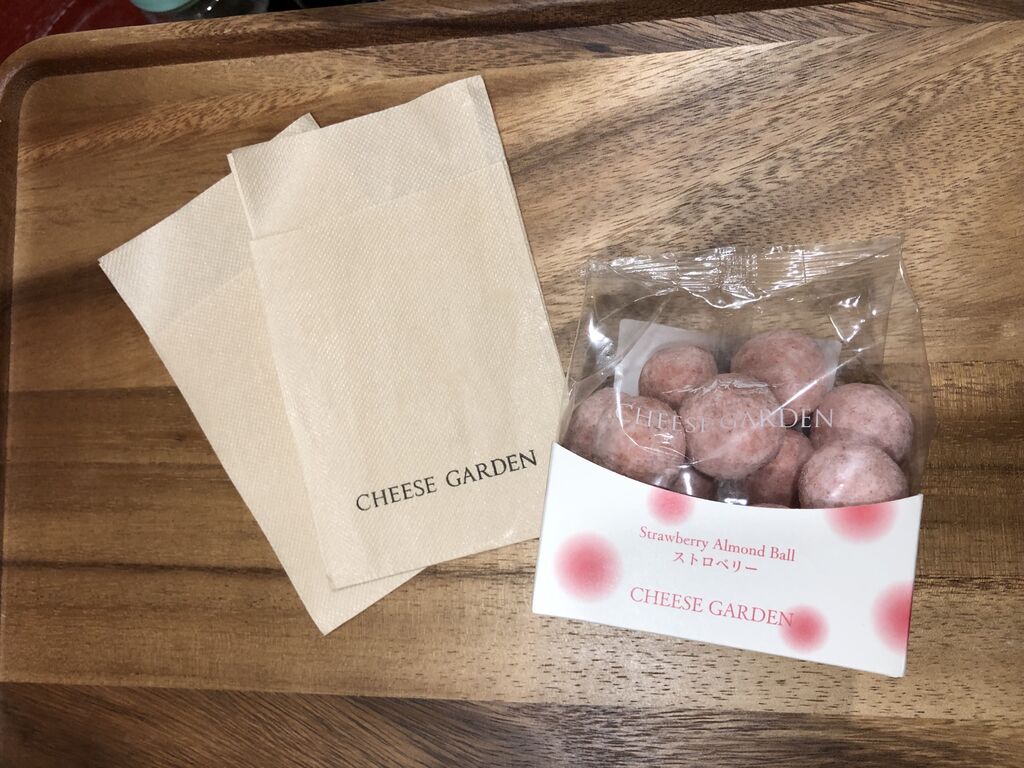 CHEESE GARDEN
CHEESE GARDEN
Strawberry Almond Ball
ストロベリー
CHEESE GARDEN